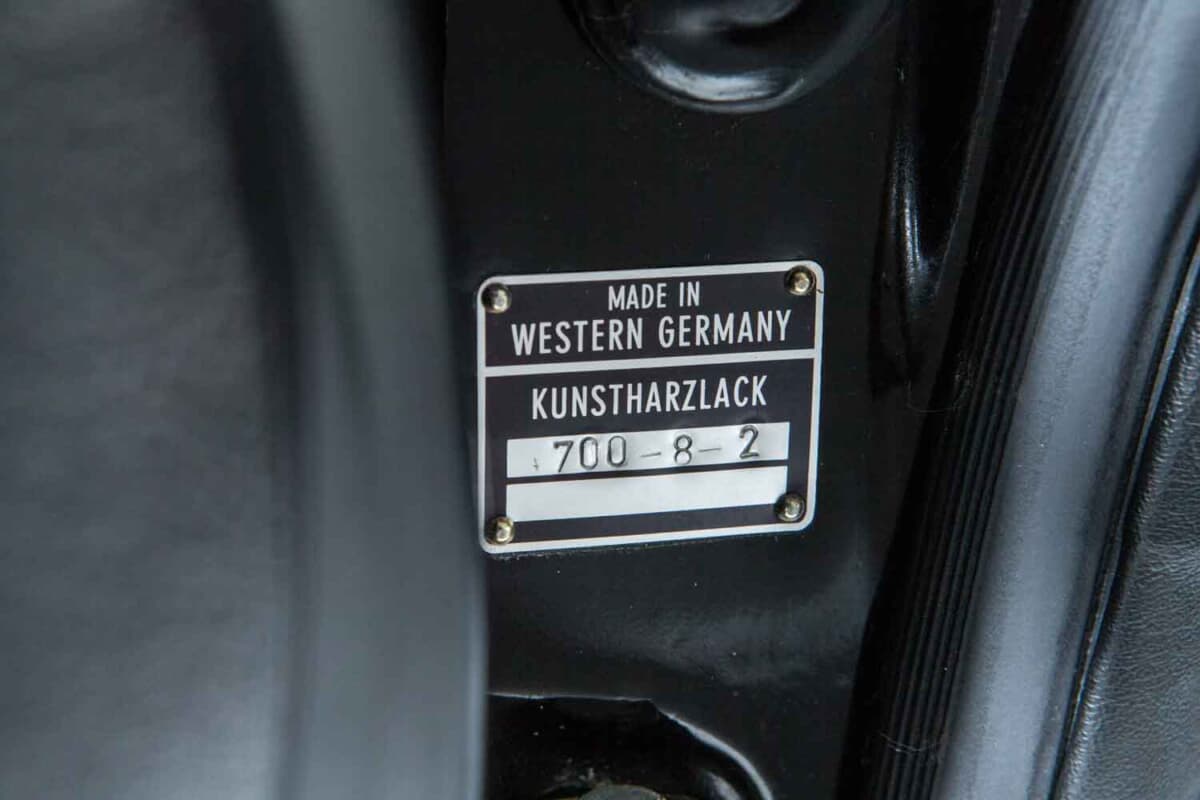 MADE IN
WESTERN GERMANY
KUNSTHARZLACK
700-8-2